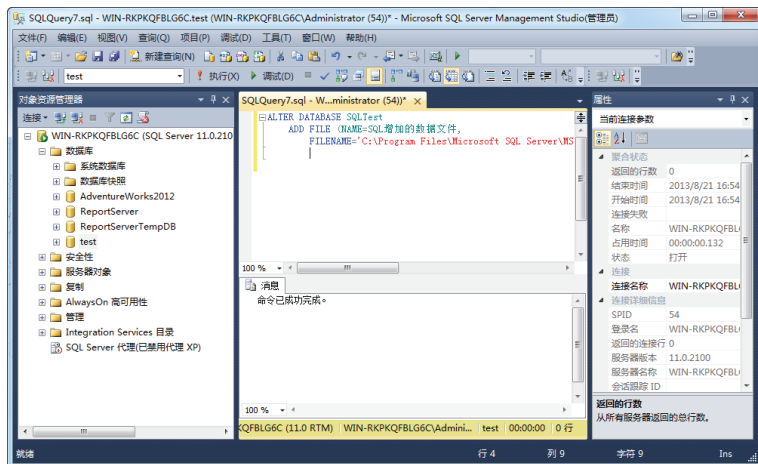 SQLQuery7.sql - WIN-RKPKQFBLG6C.test (WIN-RKPKQFBLG6C\Administrator (54))* - Microsoft SQL Server Management Studio(管理员)
文件(F) 编辑(E) 视图(V) 查询(Q) 项目(P) 调试(D) 工具(T) 窗口(W) 帮助(H)
新建查询(N)
test 执行(X) 调试(D)
对象资源管理器
连接
WIN-RKPKQFBLG6C (SQL Server 11.0.210
数据库
系统数据库
数据库快照
AdventureWorks2012
ReportServer
ReportServerTempDB
test
安全性
服务器对象
复制
AlwaysOn 高可用性
管理
Integration Services 目录
SQL Server 代理(已禁用代理 XP)
SQLQuery7.sql - W...ministrator (54))*
ALTER DATABASE SQLTest
ADD FILE (NAME=SQL增加的数据文件,
FILENAME='C:\Program Files\Microsoft SQL Server\MS
100 %
消息
命令已成功完成。
100 %
KQFBLG6C (11.0 RTM) WIN-RKPKQFBLG6C\Admini... test 00:00:00 0 行
属性
当前连接参数
聚合状态
返回的行数 0
结束时间 2013/8/21 16:54
开始时间 2013/8/21 16:54
连接失败
名称 WIN-RKPKQFBL
占用时间 00:00:00.132
状态 打开
连接
连接名称 WIN-RKPKQFBL
连接详细信息
SPID 54
登录名 WIN-RKPKQFBL
返回的连接行 0
服务器版本 11.0.2100
服务器名称 WIN-RKPKQFBL
会话跟踪 ID
返回的行数
从所有服务器返回的总行数。
就绪 行 4 列 9 字符 9 Ins